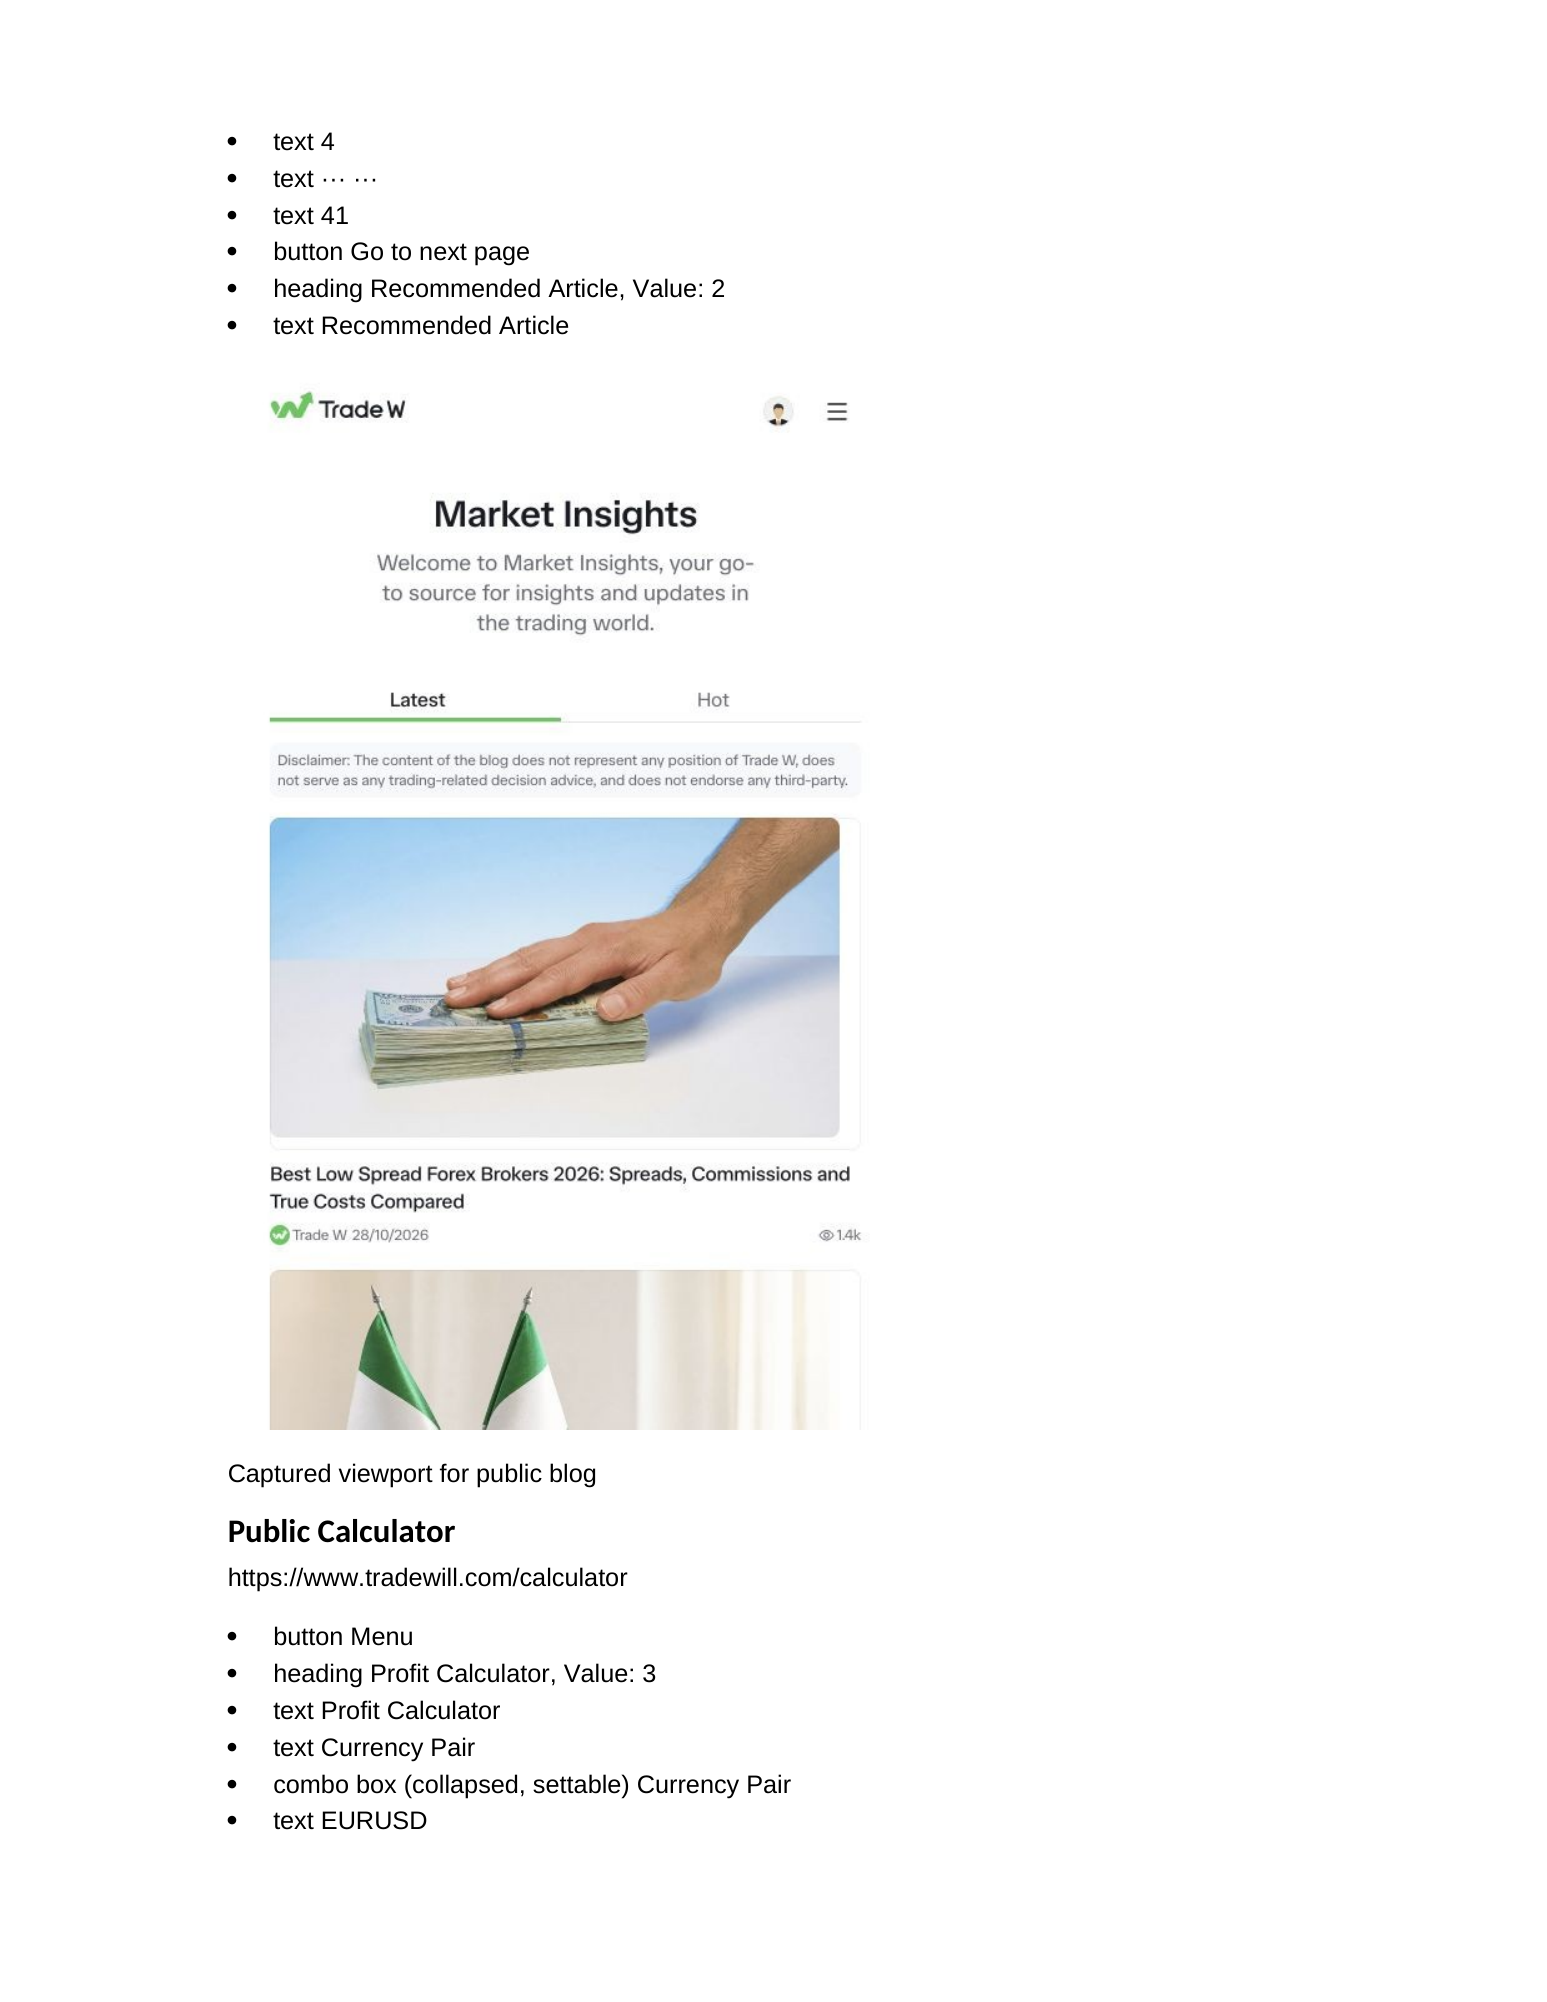 text 4
text ··· ···
text 41
button Go to next page
heading Recommended Article, Value: 2
text Recommended Article
Trade W
Market Insights
Welcome to Market Insights, your go-
to source for insights and updates in
the trading world.
Latest Hot
Disclaimer: The content of the blog does not represent any position of Trade W, does
not serve as any trading-related decision advice, and does not endorse any third-party.
Best Low Spread Forex Brokers 2026: Spreads, Commissions and
True Costs Compared
Trade W 28/10/2026 1.4k
Captured viewport for public blog
Public Calculator
https://www.tradewill.com/calculator
button Menu
heading Profit Calculator, Value: 3
text Profit Calculator
text Currency Pair
combo box (collapsed, settable) Currency Pair
text EURUSD